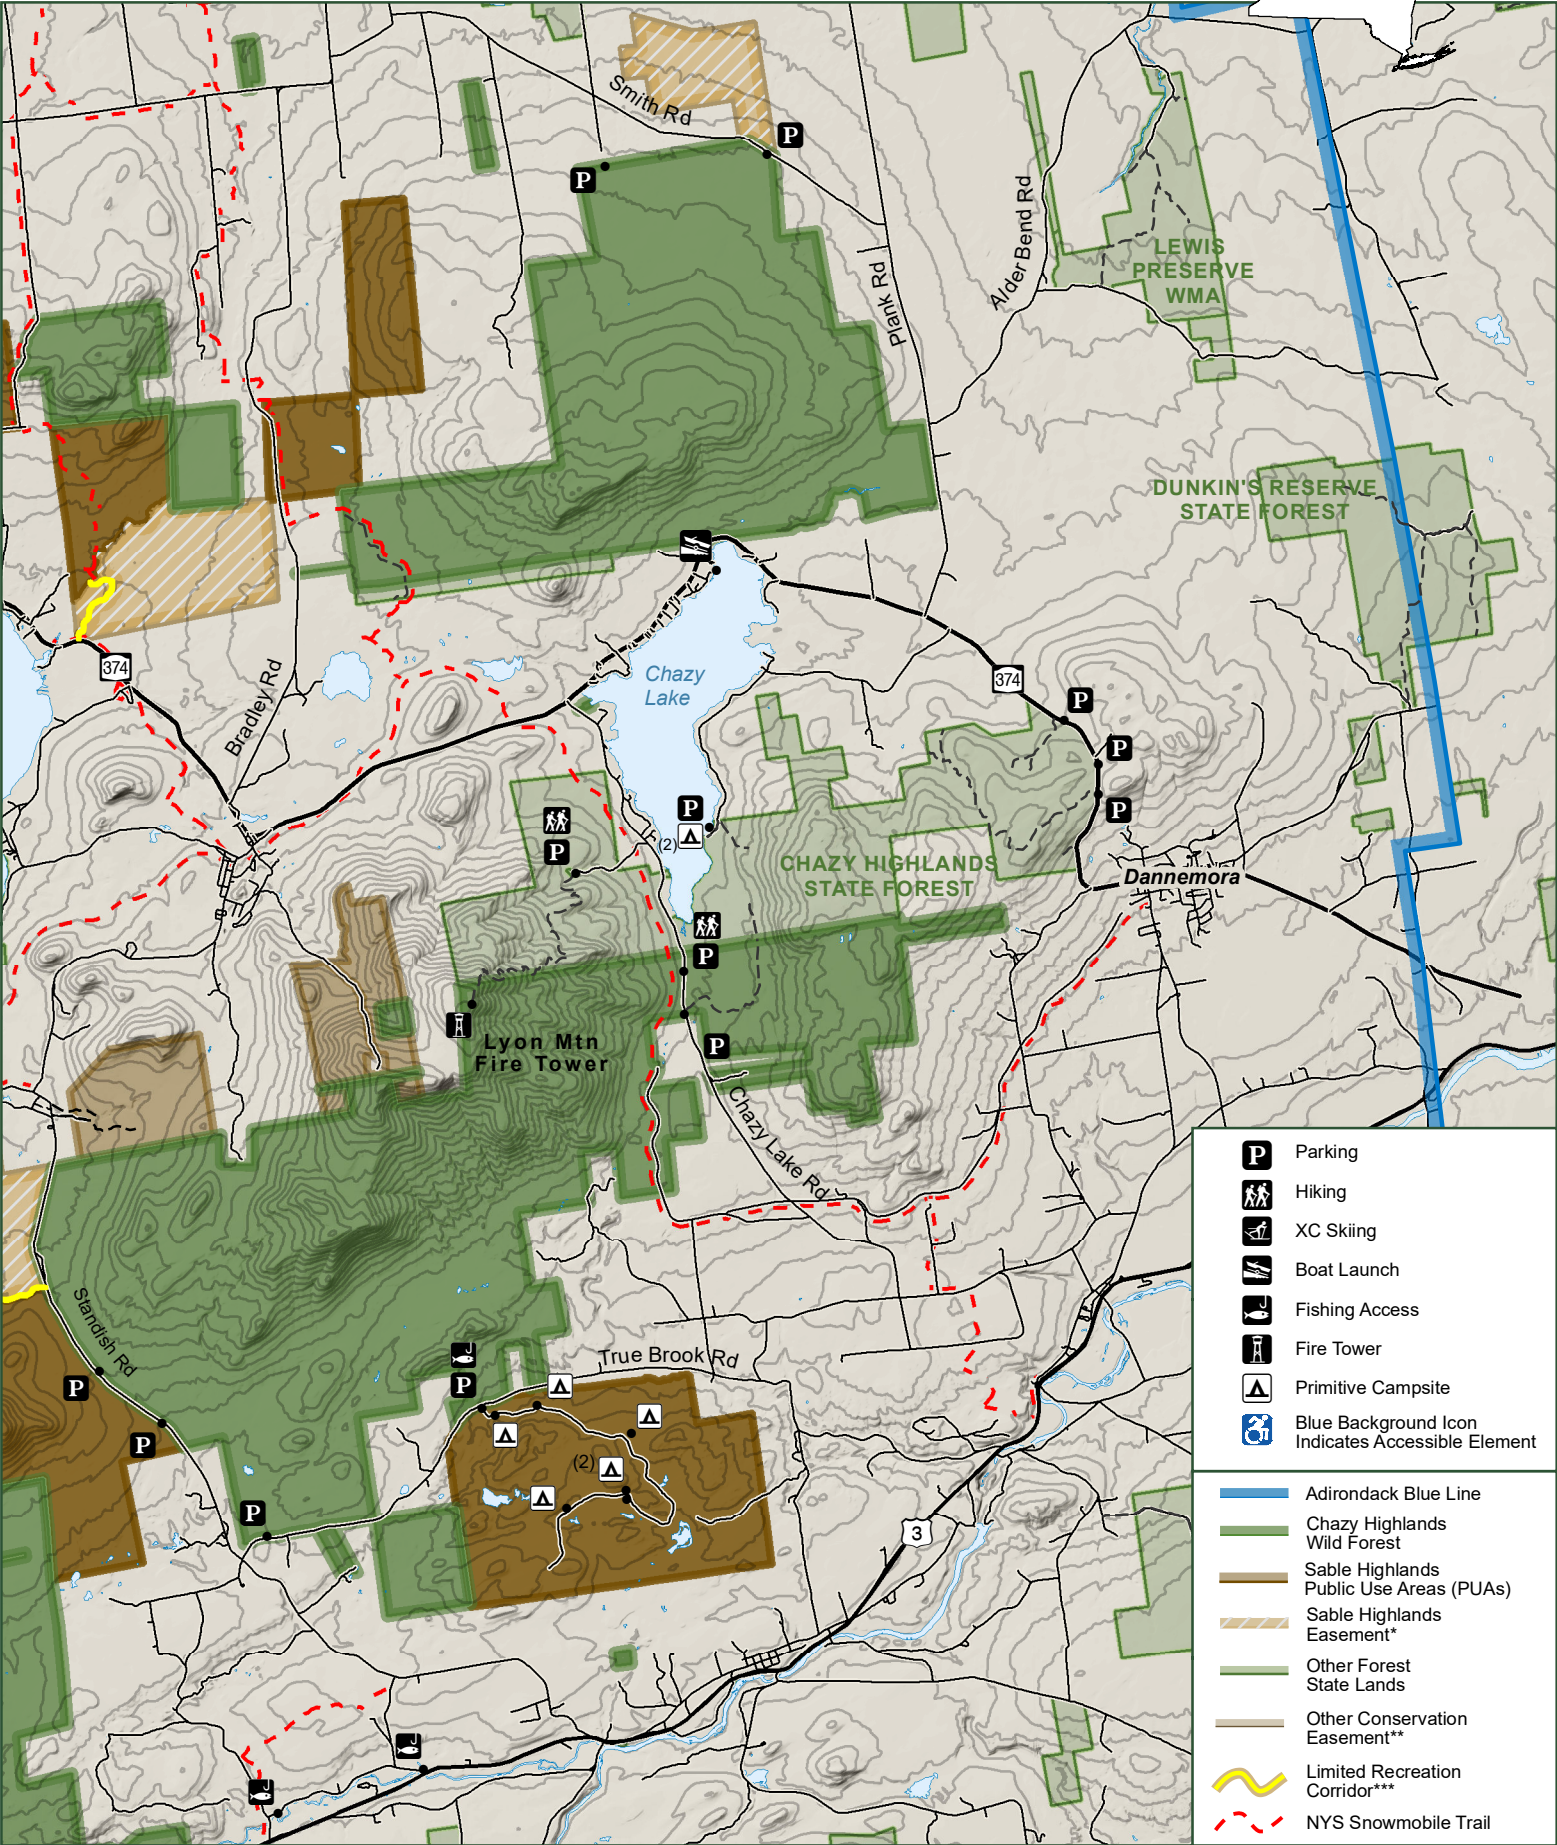 Smith Rd
P
P
Alder Bend Rd
LEWIS
PRESERVE
WMA
Plank Rd
DUNKIN'S RESERVE
STATE FOREST
374
Bradley Rd
Chazy
Lake
374
P
P
P
P
(2)
P
CHAZY HIGHLANDS
STATE FOREST
Dannemora
P
Lyon Mtn
Fire Tower
P
Chazy Lake Rd
Standish Rd
True Brook Rd
P
P
P
(2)
P
3
P Parking
Hiking
XC Skiing
Boat Launch
Fishing Access
Fire Tower
Primitive Campsite
Blue Background Icon
Indicates Accessible Element
Adirondack Blue Line
Chazy Highlands
Wild Forest
Sable Highlands
Public Use Areas (PUAs)
Sable Highlands
Easement*
Other Forest
State Lands
Other Conservation
Easement**
Limited Recreation
Corridor***
NYS Snowmobile Trail